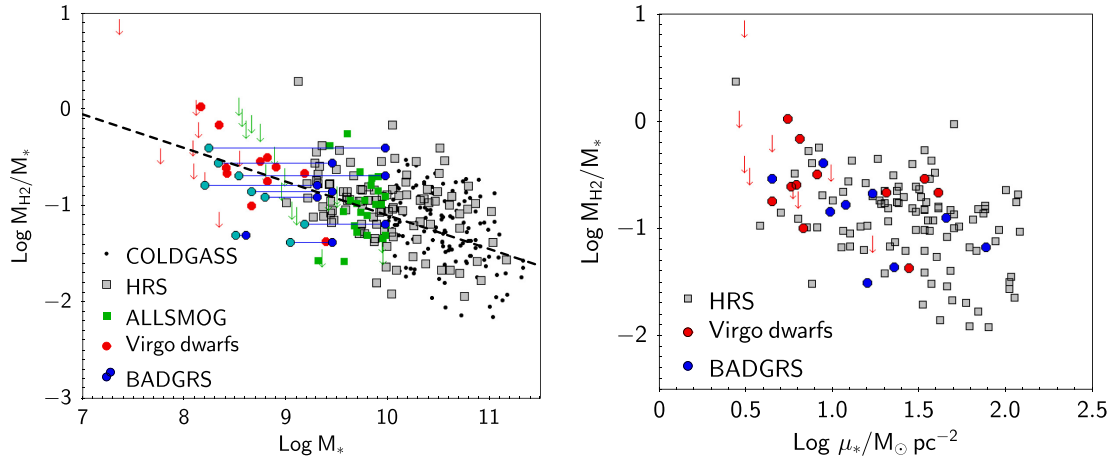 1
0
−1
−2
−3
Log M_H2/M_*
COLDGASS
HRS
ALLSMOG
Virgo dwarfs
BADGRS
7 8 9 10 11
Log M_*
1
0
−1
−2
Log M_H2/M_*
HRS
Virgo dwarfs
BADGRS
0 0.5 1.0 1.5 2.0 2.5
Log μ_*/M_⊙ pc^−2